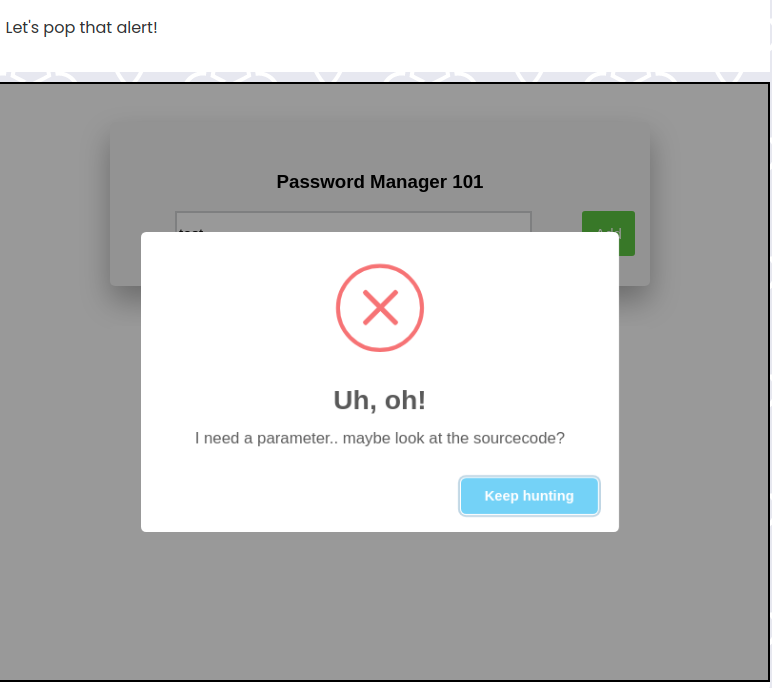 Let's pop that alert!
Password Manager 101
test
Add
Uh, oh!
I need a parameter.. maybe look at the sourcecode?
Keep hunting